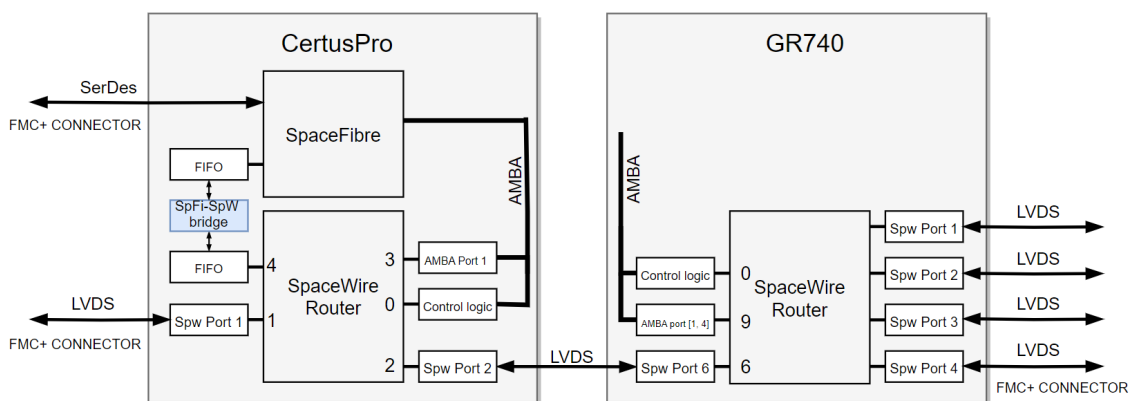 CertusPro
GR740
SerDes
FMC+ CONNECTOR
SpaceFibre
FIFO
AMBA
AMBA
SpFi-SpW
bridge
LVDS
Spw Port 1
FIFO
4
3
AMBA Port 1
Control logic
0
LVDS
Spw Port 2
SpaceWire
Router
0
Control logic
SpaceWire
Router
LVDS
Spw Port 1
1
AMBA port [1, 4]
9
LVDS
Spw Port 3
FMC+ CONNECTOR
2
Spw Port 2
LVDS
Spw Port 6
6
LVDS
Spw Port 4
FMC+ CONNECTOR